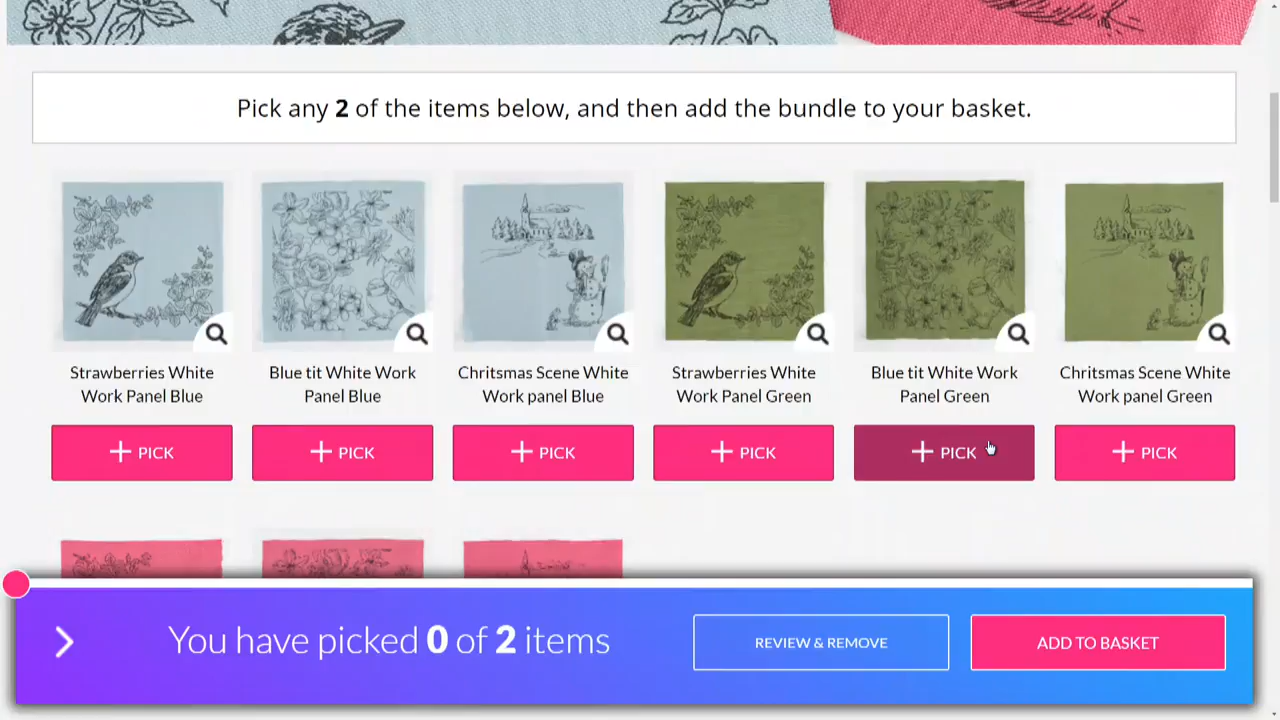 Pick any 2 of the items below, and then add the bundle to your basket.
Strawberries White
Work Panel Blue
Blue tit White Work
Panel Blue
Chritsmas Scene White
Work panel Blue
Strawberries White
Work Panel Green
Blue tit White Work
Panel Green
Chritsmas Scene White
Work panel Green
PICK
PICK
PICK
PICK
PICK
PICK
You have picked 0 of 2 items
REVIEW & REMOVE
ADD TO BASKET